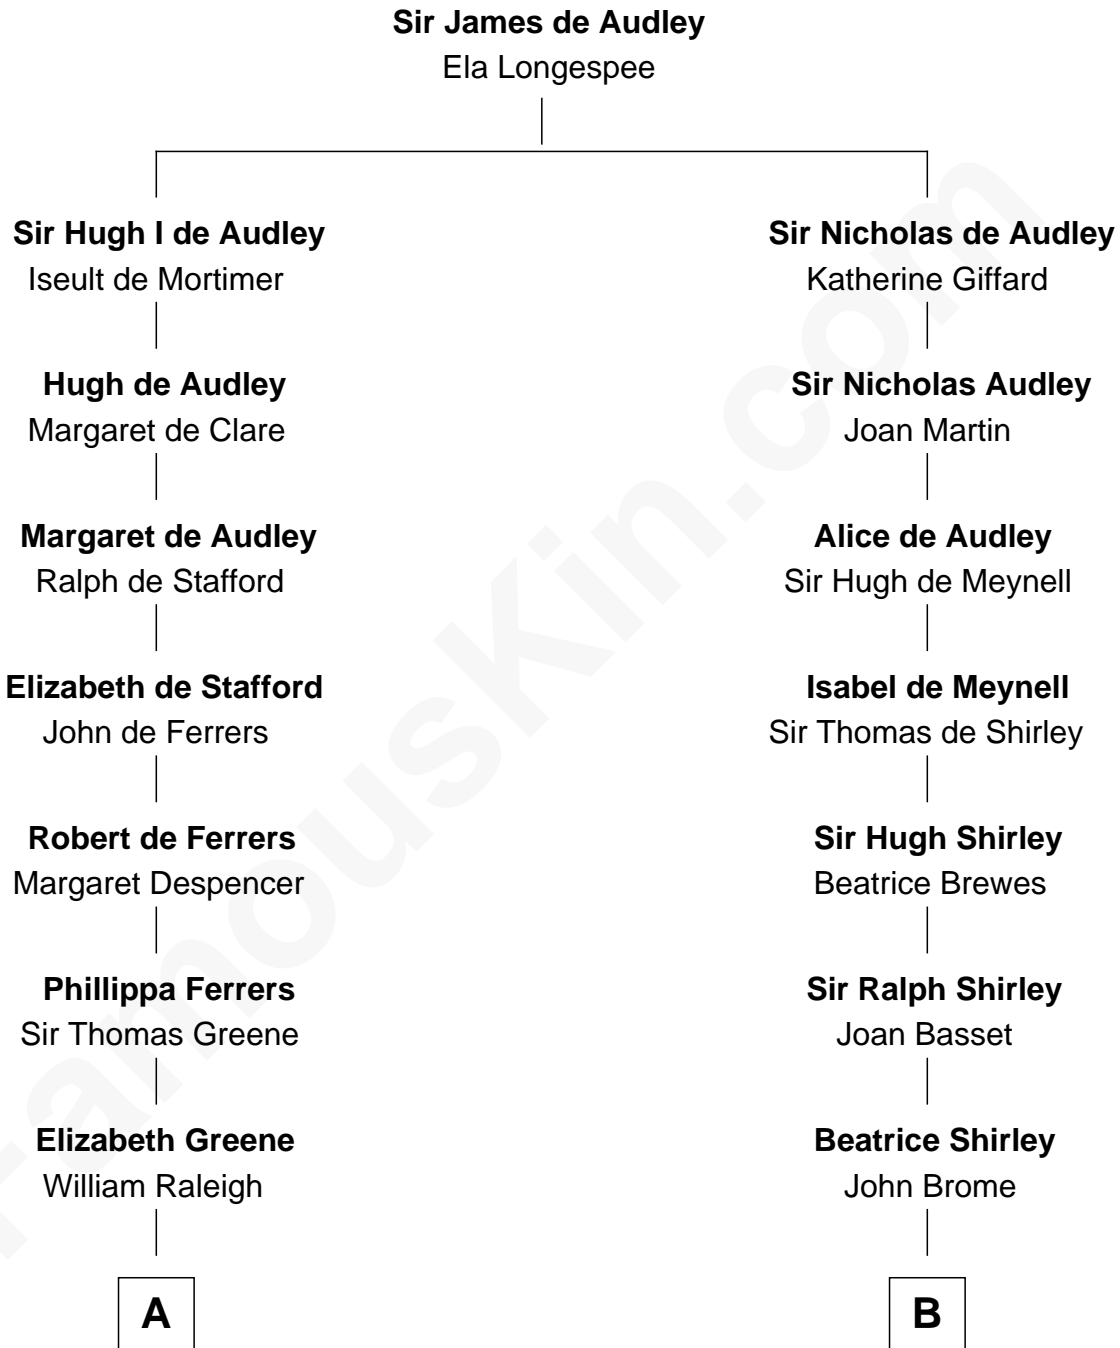 Sir James de Audley
Ela Longespee
Sir Hugh I de Audley
Iseult de Mortimer
Sir Nicholas de Audley
Katherine Giffard
Hugh de Audley
Margaret de Clare
Sir Nicholas Audley
Joan Martin
Margaret de Audley
Ralph de Stafford
Alice de Audley
Sir Hugh de Meynell
Elizabeth de Stafford
John de Ferrers
Isabel de Meynell
Sir Thomas de Shirley
Robert de Ferrers
Margaret Despencer
Sir Hugh Shirley
Beatrice Brewes
Phillippa Ferrers
Sir Thomas Greene
Sir Ralph Shirley
Joan Basset
Elizabeth Greene
William Raleigh
Beatrice Shirley
John Brome
A
B
FamousKin.com